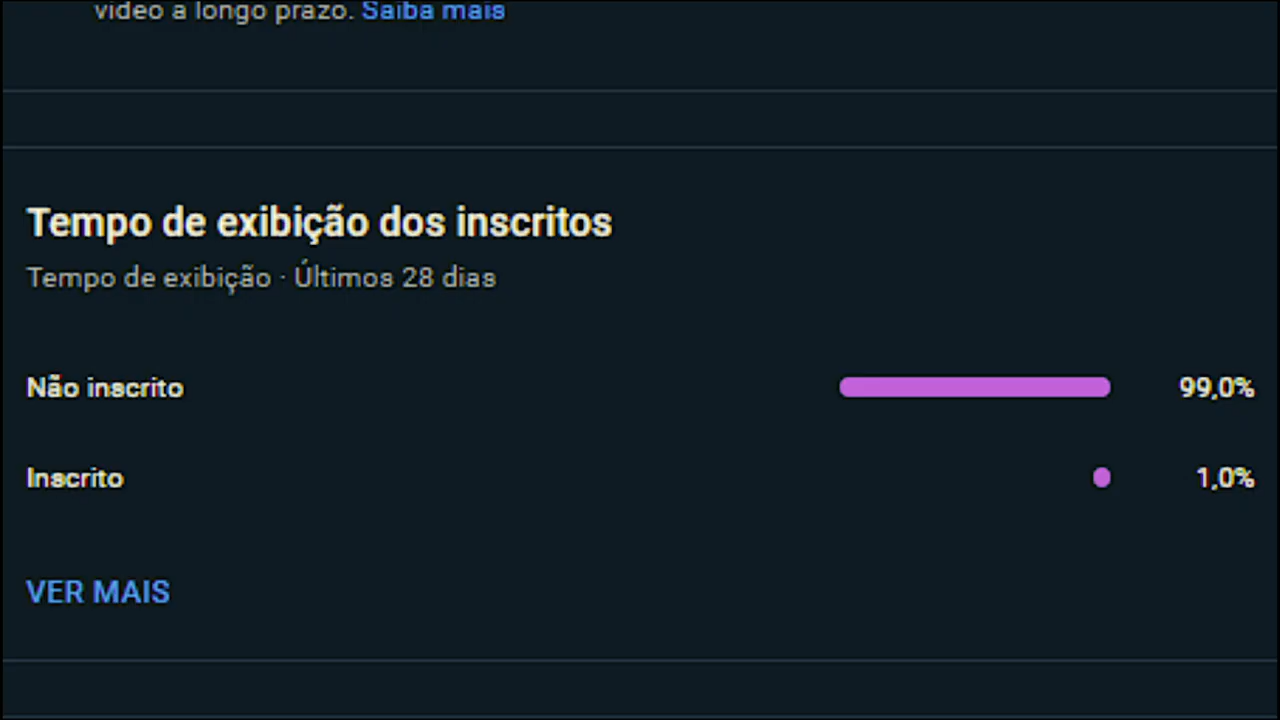 vídeo a longo prazo. Saiba mais
Tempo de exibição dos inscritos
Tempo de exibição · Últimos 28 dias
Não inscrito 99,0%
Inscrito 1,0%
VER MAIS